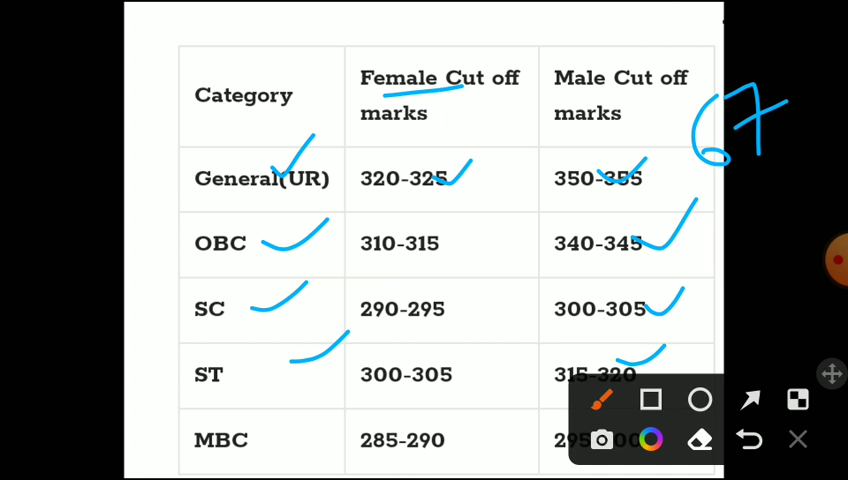 Category Female Cut off marks Male Cut off marks
General(UR) 320-325 350-355
OBC 310-315 340-345
SC 290-295 300-305
ST 300-305 315-320
MBC 285-290
67